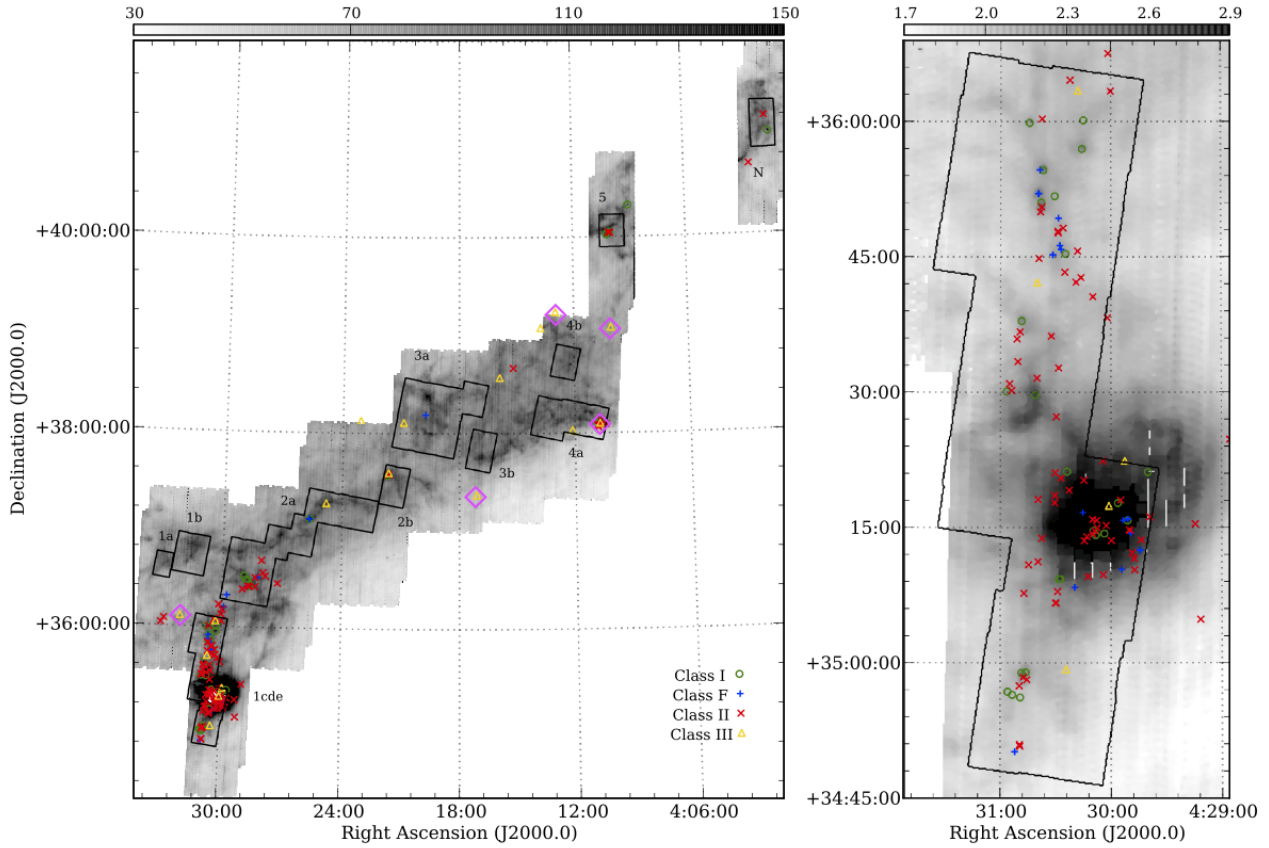 30 70 110 150
1.7 2.0 2.3 2.6 2.9
N
5
+40:00:00
+36:00:00
4b
3a
+45:00
Declination (J2000.0)
+38:00:00
4a
3b
+30:00
2a
2b
1b
1a
+15:00
+36:00:00
Class I
1cde
Class F
Class II
Class III
+35:00:00
+34:45:00
30:00 24:00 18:00 12:00 4:06:00
31:00 30:00 4:29:00
Right Ascension (J2000.0)
Right Ascension (J2000.0)